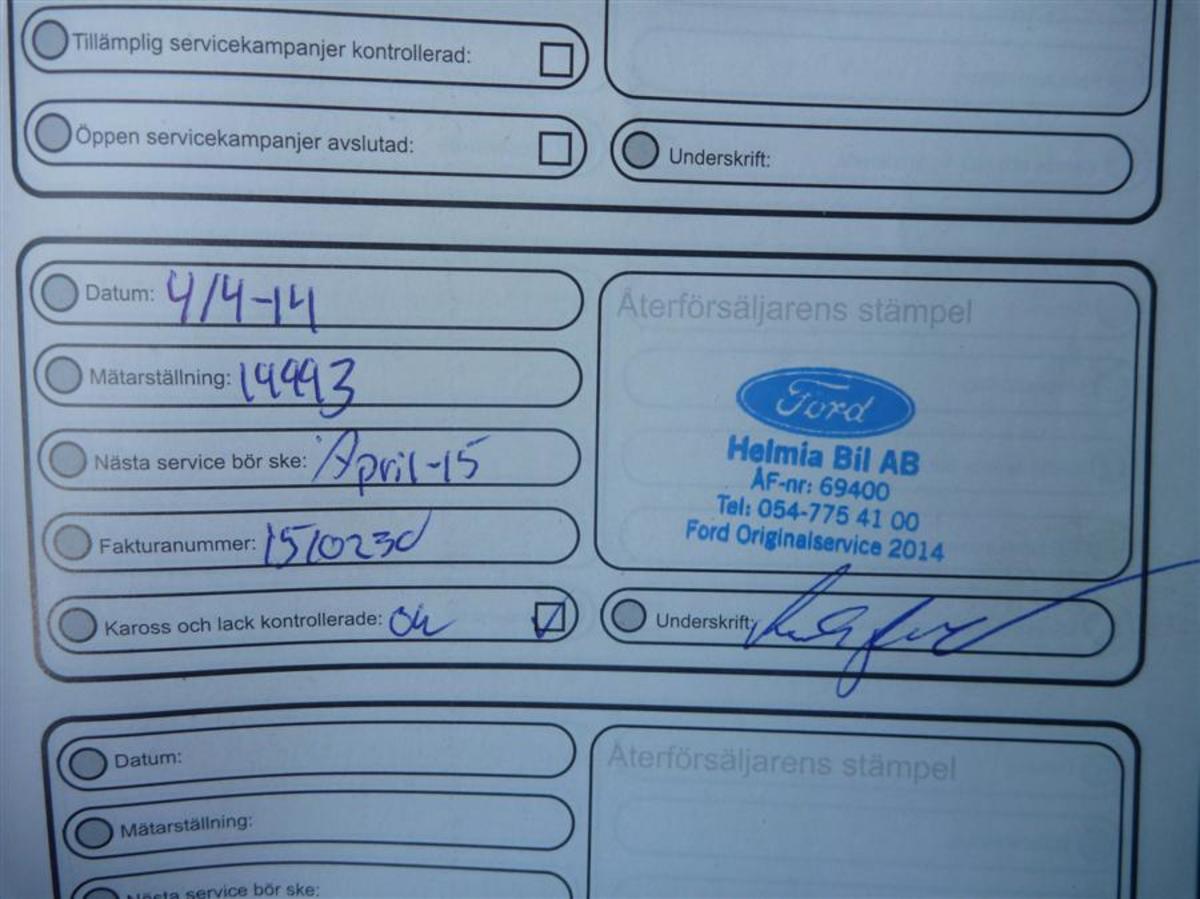 Tillämplig servicekampanjer kontrollerad:
Öppen servicekampanjer avslutad:
Underskrift:
Datum: 4/4-14
Mätarställning: 19993
Nästa service bör ske: April-15
Fakturanummer: 1510230
Kaross och lack kontrollerade: ok
Återförsäljarens stämpel
Ford
Helmia Bil AB
ÅF-nr: 69400
Tel: 054-775 41 00
Ford Originalservice 2014
Underskrift:
Datum:
Mätarställning:
Nästa service bör ske:
Återförsäljarens stämpel